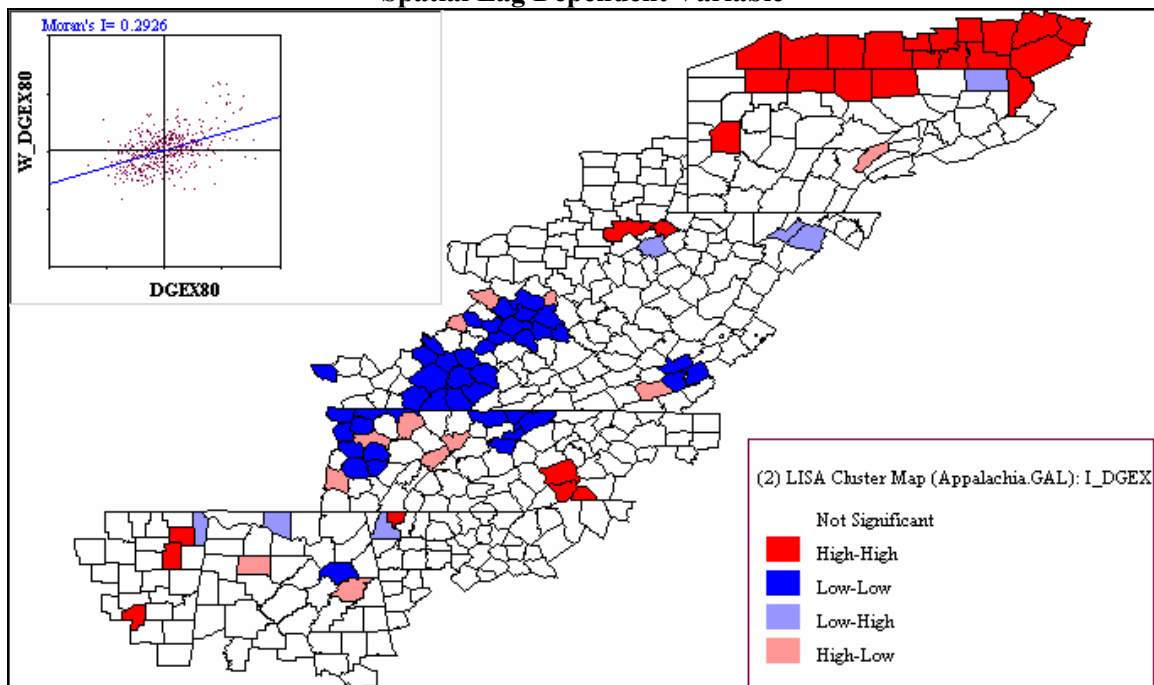 Spatial Lag Dependent Variable
Moran's I= 0.2926
W_DGEX80
DGEX80
(2) LISA Cluster Map (Appalachia.GAL): I_DGEX
Not Significant
High-High
Low-Low
Low-High
High-Low